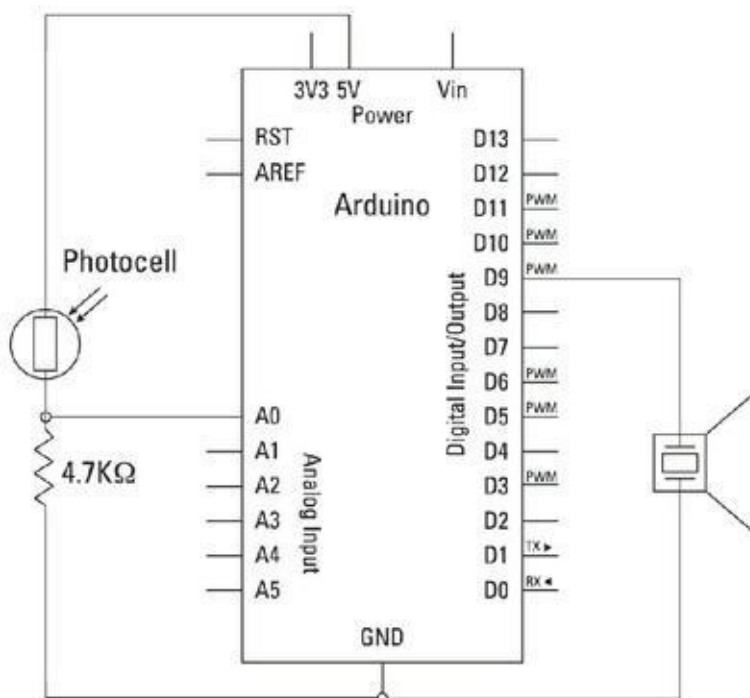 3V3 5V Vin
Power
RST D13
AREF D12
Arduino D11 PWM
D10 PWM
Photocell D9 PWM
D8
D7
D6 PWM
A0 D5 PWM
A1 D4
4.7KΩ A2 D3 PWM
A3 D2
A4 D1 TX ►
A5 D0 RX ◄
Analog Input
Digital Input/Output
GND